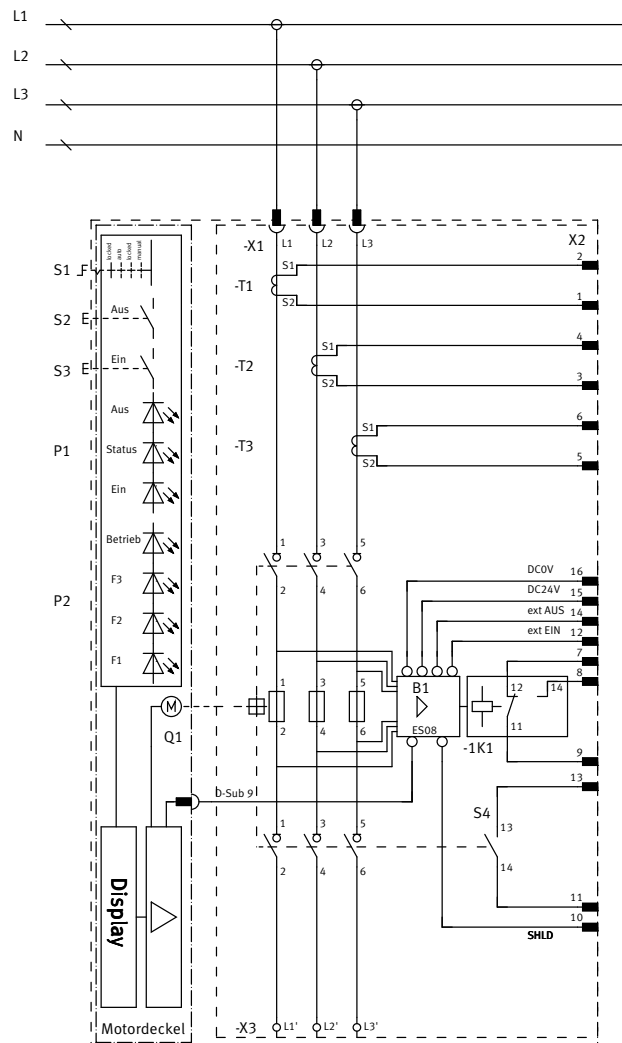 L1
L2
L3
N
-X1 L1 L2 L3 X2
locked
auto
locked
manual
S1
S2 Aus
S3 Ein
Aus
P1 Status
Ein
Betrieb
P2 F3
F2
F1
-T1 S1 2
S2 1
-T2 S1 4
S2 3
-T3 S1 6
S2 5
1 3 5
2 4 6
DC0V 16
DC24V 15
ext AUS 14
ext EIN 12
7
8
M
Q1
1 3 5
2 4 6
B1
ES08
12 14
11
-1K1
9
D-Sub 9
13
S4
13
14
1 3 5
2 4 6
11
10
SHLD
Display
Motordeckel
-X3 L1' L2' L3'